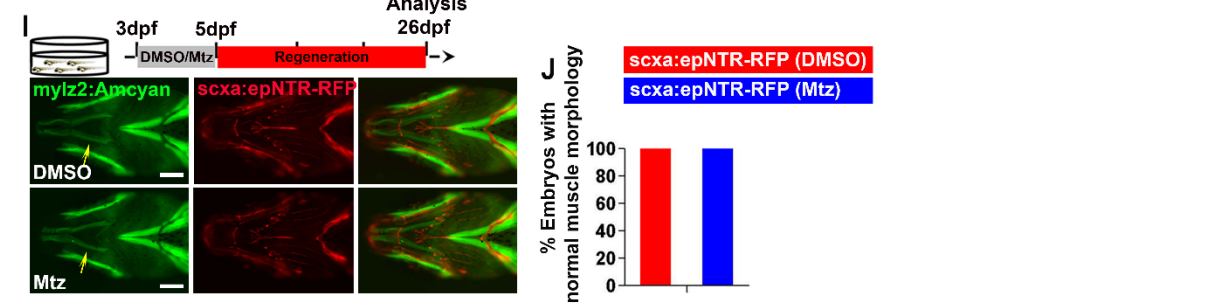 I
Analysis
3dpf 5dpf 26dpf
DMSO/Mtz Regeneration
mylz2:Amcyan scxa:epNTR-RFP
DMSO
Mtz
J
scxa:epNTR-RFP (DMSO)
scxa:epNTR-RFP (Mtz)
% Embryos with
normal muscle morphology
100
80
60
40
20
0